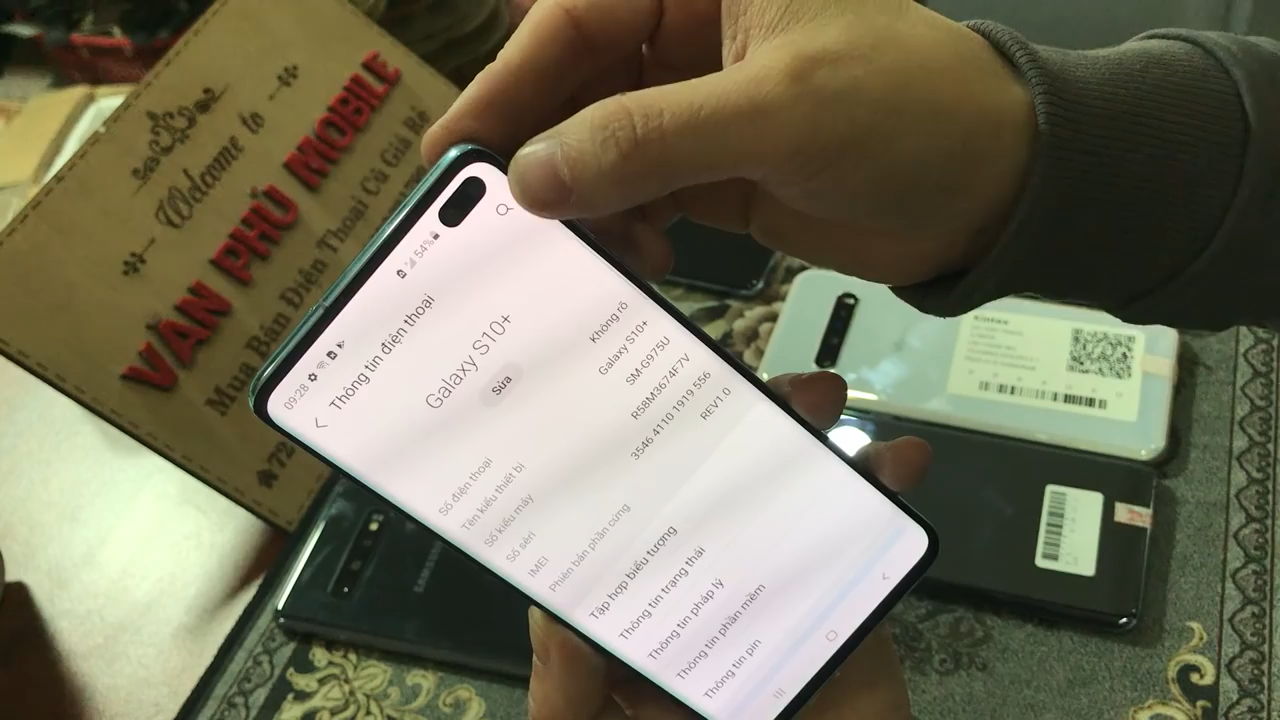 Welcome to
VĂN PHÚ MOBILE
Mua Bán Điện Thoại Cũ Giá Rẻ
72
09:28
54%
Thông tin điện thoại
Galaxy S10+
Sửa
Số điện thoại Không rõ
Tên kiểu thiết bị Galaxy S10+
Số kiểu máy SM-G975U
Số sêri R58M3674F7V
IMEI 3546 4110 1919 556
Phiên bản phần cứng REV1.0
Tập hợp biểu tượng
Thông tin trạng thái
Thông tin pháp lý
Thông tin phần mềm
Thông tin pin
SAMSUNG